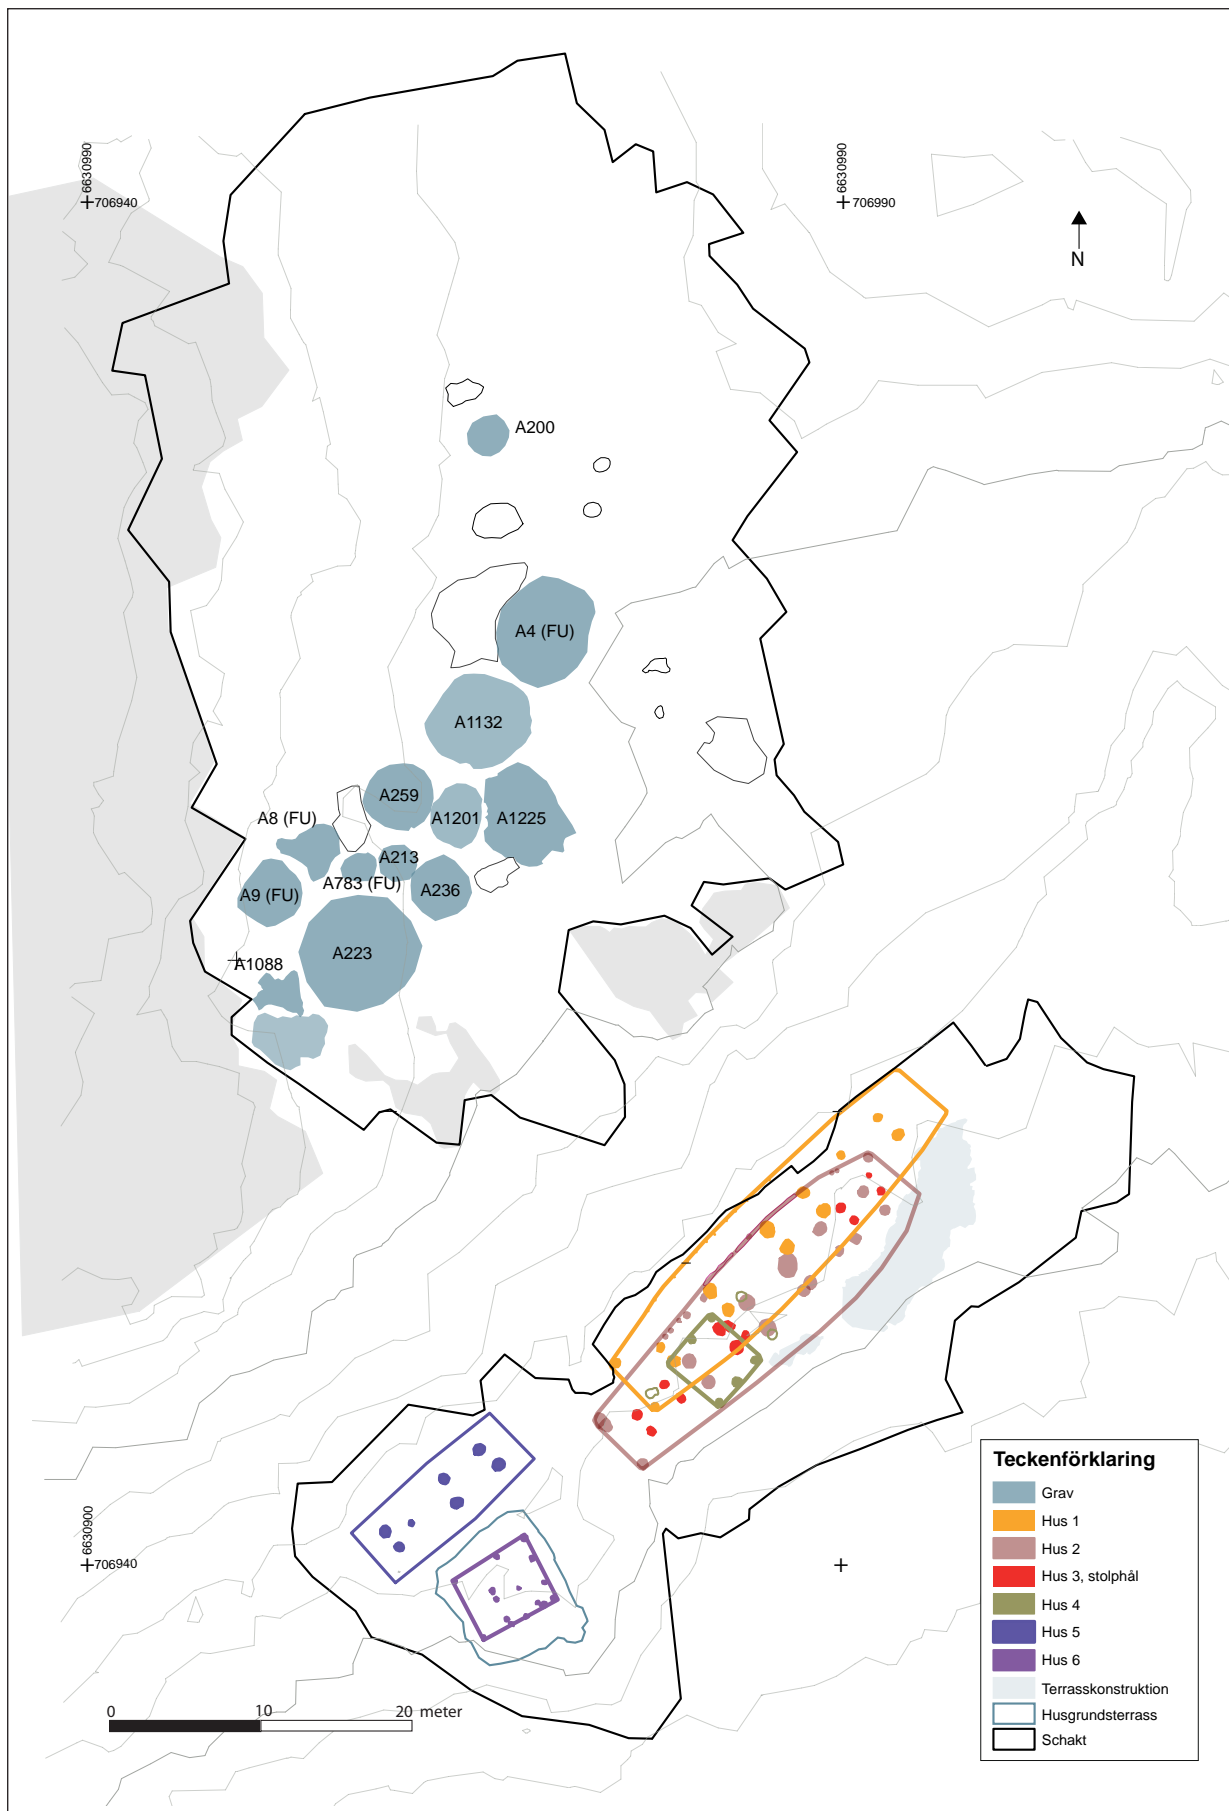 6630990
706940
6630990
706990
N
A200
A4 (FU)
A1132
A259
A1201
A1225
A8 (FU)
A213
A783 (FU)
A9 (FU)
A236
A223
A1088
6630900
706940
0 10 20 meter
Teckenförklaring
Grav
Hus 1
Hus 2
Hus 3, stolphål
Hus 4
Hus 5
Hus 6
Terrasskonstruktion
Husgrundsterrass
Schakt